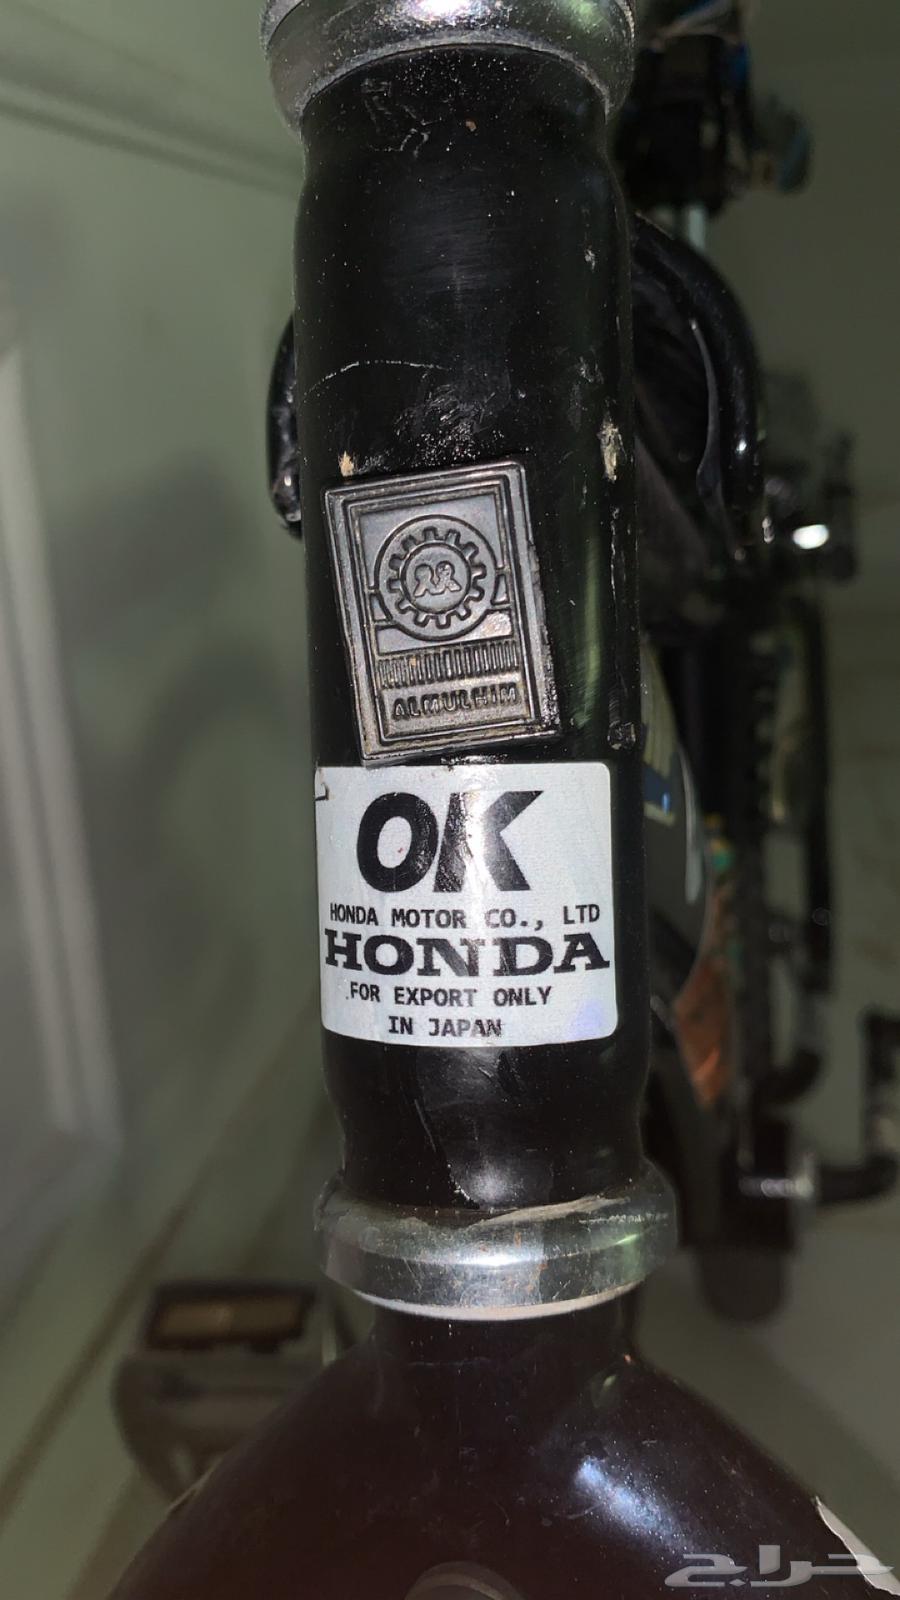 ALMULHIM
OK
HONDA MOTOR CO., LTD
HONDA
FOR EXPORT ONLY
IN JAPAN
حراج